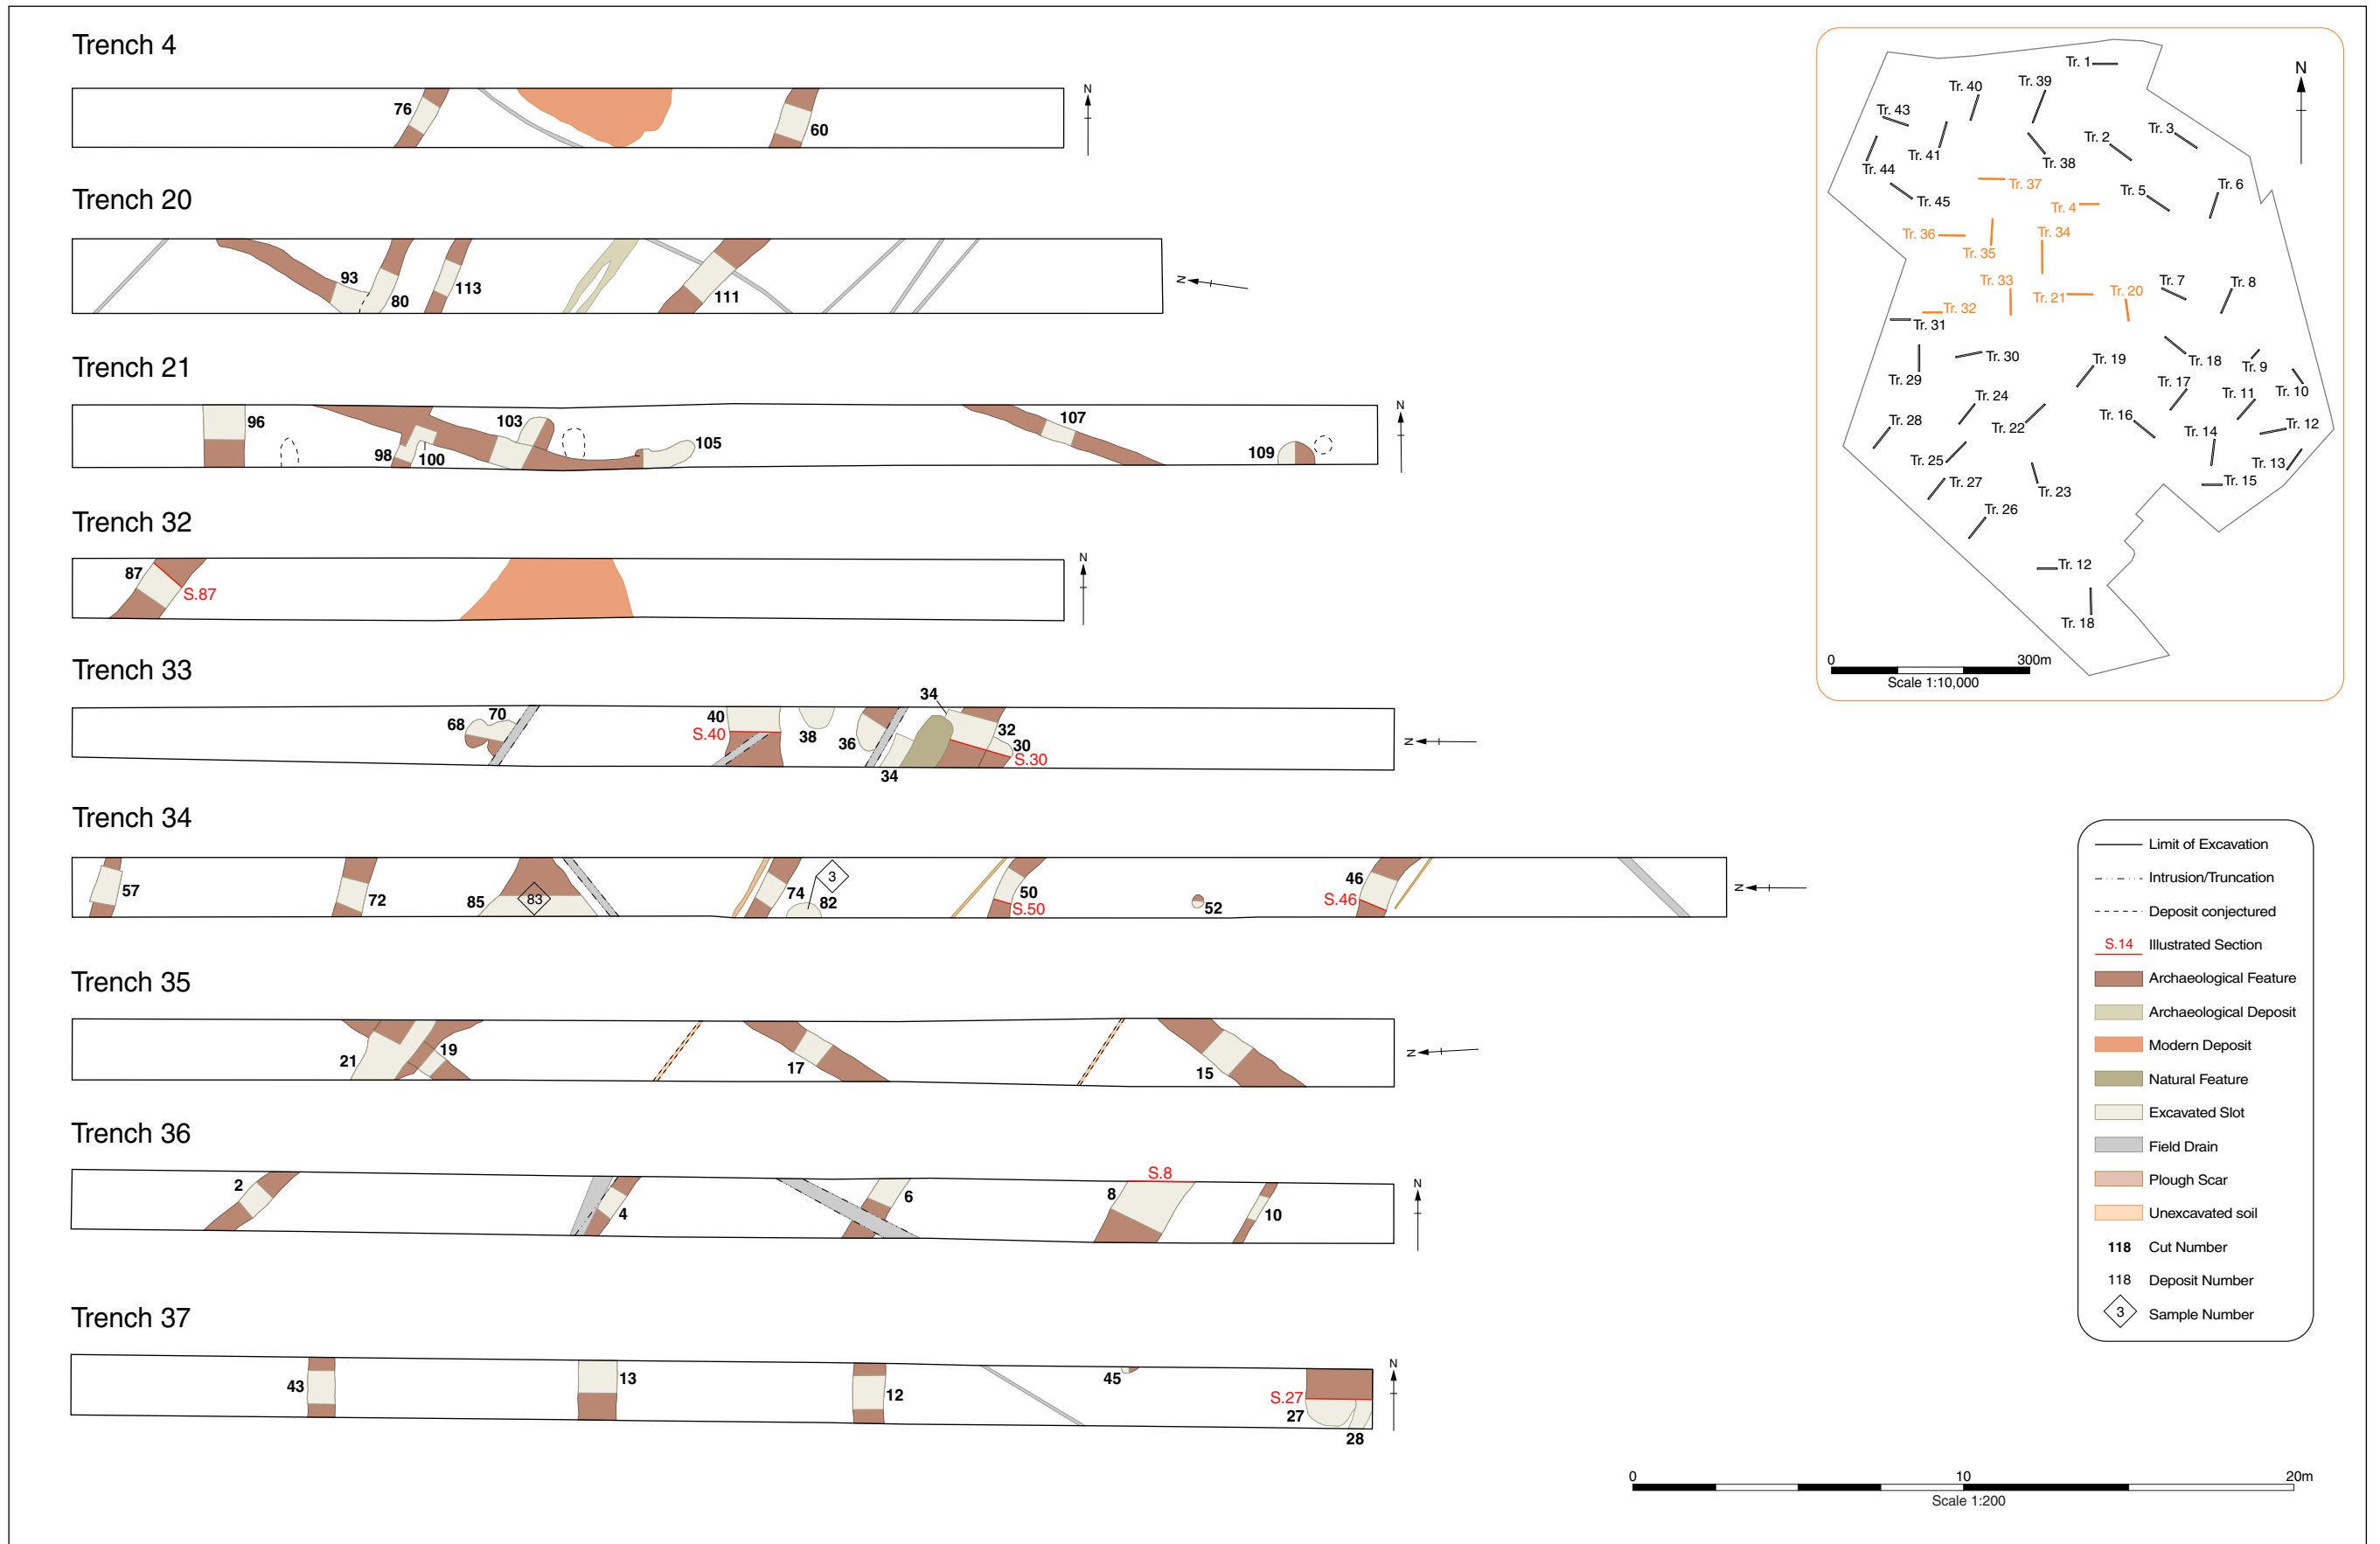 Trench 4
76
60
N
Trench 20
93
80
113
111
N
Trench 21
96
98
100
103
105
107
109
N
Trench 32
87
S.87
N
Trench 33
68
70
40
S.40
38
36
34
34
32
30
S.30
N
Trench 34
57
72
85
83
74
3
82
50
S.50
52
46
S.46
N
Trench 35
21
19
17
15
N
Trench 36
2
4
6
8
S.8
10
N
Trench 37
43
13
12
45
S.27
27
28
N
Tr. 1
N
Tr. 40
Tr. 39
Tr. 43
Tr. 41
Tr. 38
Tr. 2
Tr. 3
Tr. 44
Tr. 37
Tr. 45
Tr. 4
Tr. 5
Tr. 6
Tr. 36
Tr. 35
Tr. 34
Tr. 33
Tr. 21
Tr. 20
Tr. 7
Tr. 8
Tr. 32
Tr. 31
Tr. 30
Tr. 29
Tr. 19
Tr. 18
Tr. 9
Tr. 10
Tr. 17
Tr. 11
Tr. 24
Tr. 28
Tr. 22
Tr. 16
Tr. 14
Tr. 12
Tr. 25
Tr. 13
Tr. 27
Tr. 23
Tr. 15
Tr. 26
Tr. 12
Tr. 18
0 300m
Scale 1:10,000
Limit of Excavation
Intrusion/Truncation
Deposit conjectured
S.14 Illustrated Section
Archaeological Feature
Archaeological Deposit
Modern Deposit
Natural Feature
Excavated Slot
Field Drain
Plough Scar
Unexcavated soil
118 Cut Number
118 Deposit Number
3 Sample Number
0 10 20m
Scale 1:200